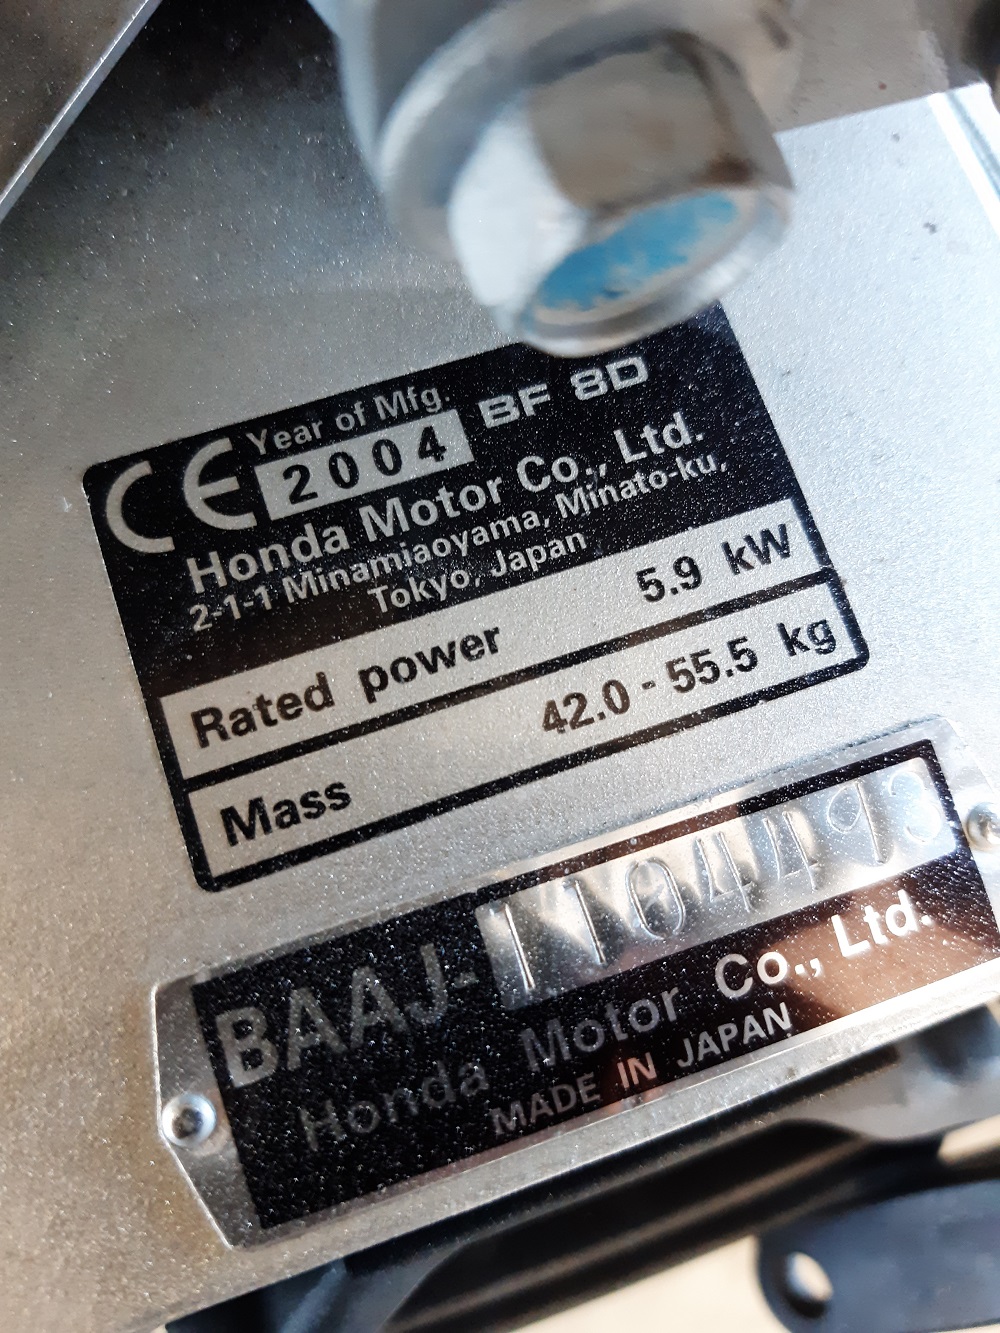 CE Year of Mfg.
2004 BF 8D
Honda Motor Co., Ltd.
2-1-1 Minamiaoyama, Minato-ku,
Tokyo, Japan
Rated power 5.9 kW
Mass 42.0 - 55.5 kg
BAAJ-1104493
Honda Motor Co., Ltd.
MADE IN JAPAN